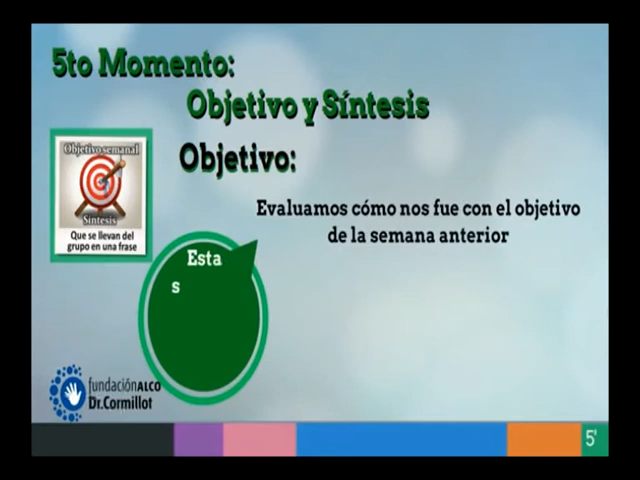 5to Momento:
Objetivo y Síntesis
Objetivo:
Objetivo semanal
Síntesis
Que se llevan del
grupo en una frase
Evaluamos cómo nos fue con el objetivo
de la semana anterior
Esta
s
fundaciónALCO
Dr.Cormillot
5'